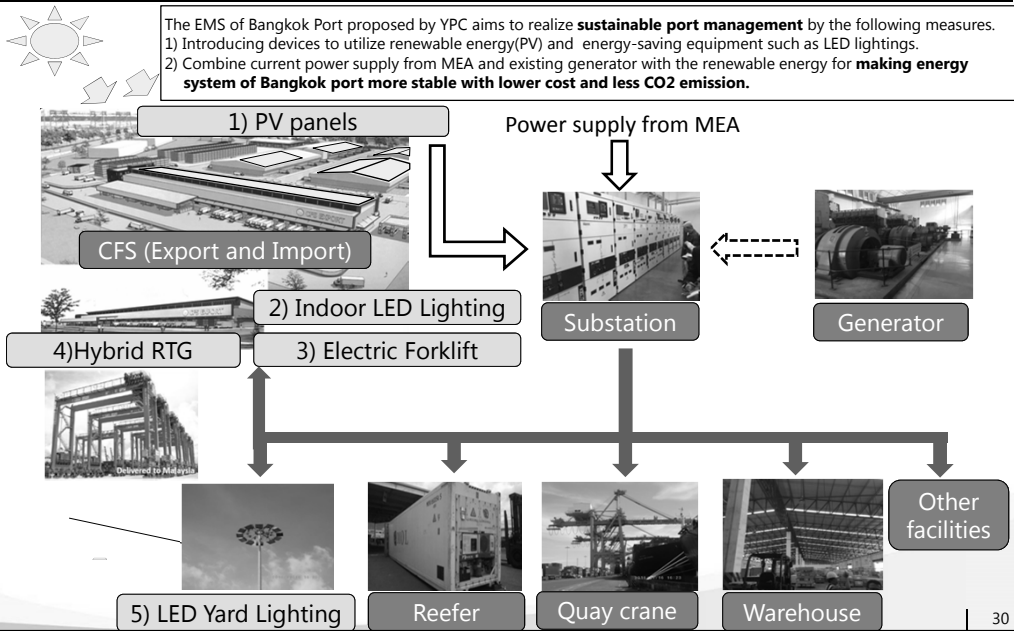 The EMS of Bangkok Port proposed by YPC aims to realize sustainable port management by the following measures.
1) Introducing devices to utilize renewable energy(PV) and energy-saving equipment such as LED lightings.
2) Combine current power supply from MEA and existing generator with the renewable energy for making energy
system of Bangkok port more stable with lower cost and less CO2 emission.
1) PV panels
Power supply from MEA
CFS (Export and Import)
2) Indoor LED Lighting
Substation
Generator
4)Hybrid RTG
3) Electric Forklift
Delivered to Malaysia
Other
facilities
5) LED Yard Lighting
Reefer
Quay crane
Warehouse
30